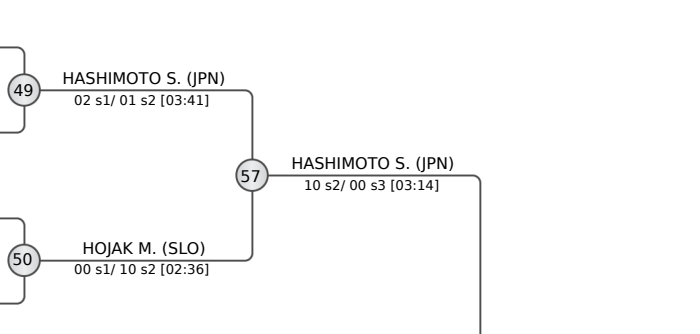 49
HASHIMOTO S. (JPN)
02 s1/ 01 s2 [03:41]
57
HASHIMOTO S. (JPN)
10 s2/ 00 s3 [03:14]
50
HOJAK M. (SLO)
00 s1/ 10 s2 [02:36]